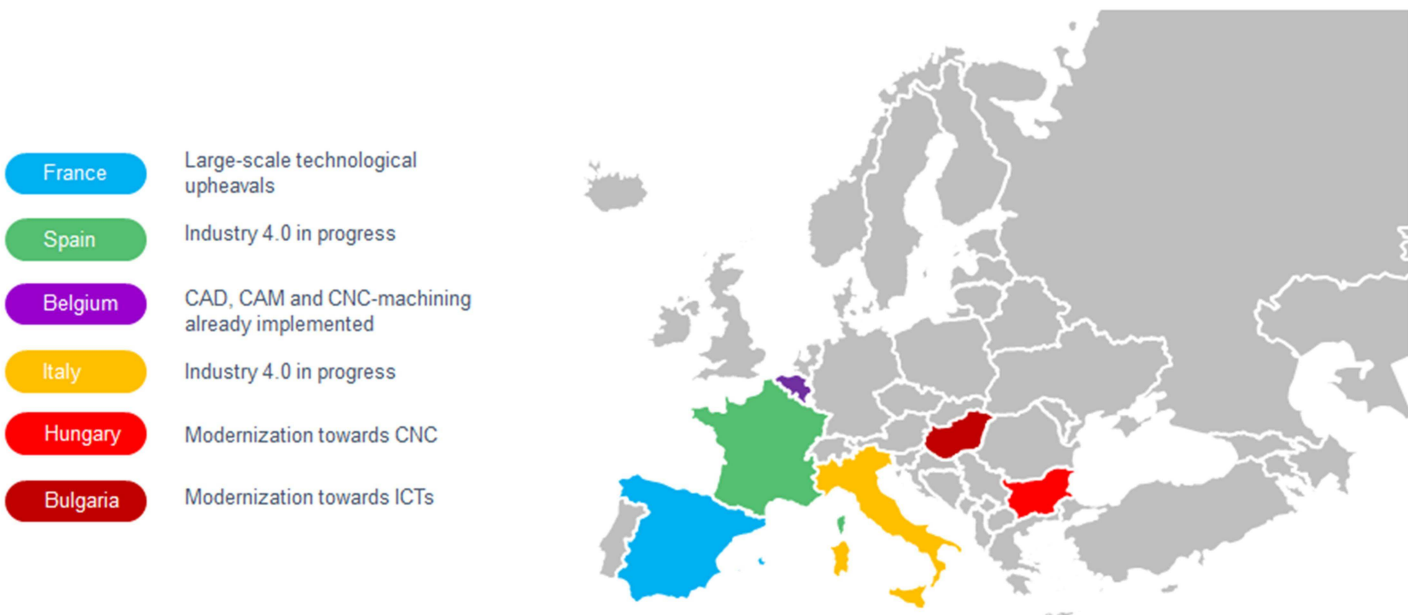 France
Large-scale technological
upheavals
Spain
Industry 4.0 in progress
Belgium
CAD, CAM and CNC-machining
already implemented
Italy
Industry 4.0 in progress
Hungary
Modernization towards CNC
Bulgaria
Modernization towards ICTs